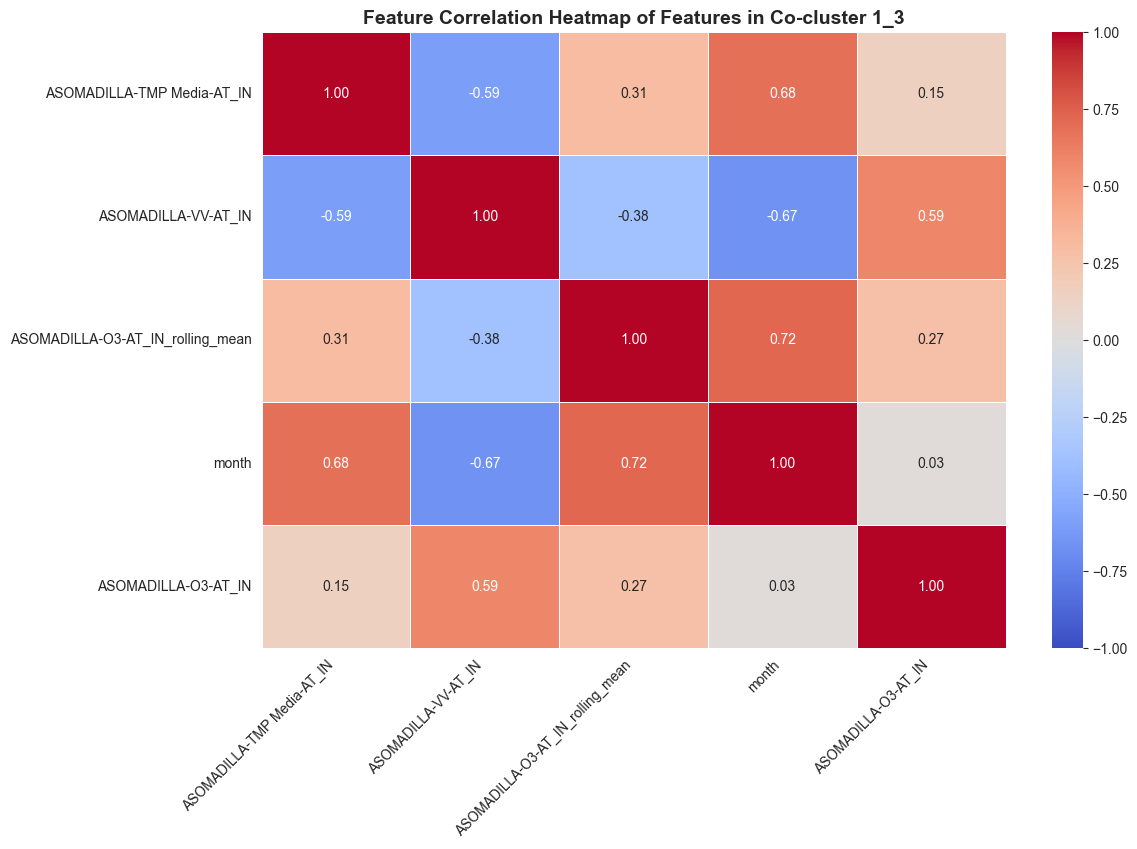 Feature Correlation Heatmap of Features in Co-cluster 1_3
ASOMADILLA-TMP Media-AT_IN
1.00 -0.59 0.31 0.68 0.15
ASOMADILLA-VV-AT_IN
-0.59 1.00 -0.38 -0.67 0.59
ASOMADILLA-O3-AT_IN_rolling_mean
0.31 -0.38 1.00 0.72 0.27
month
0.68 -0.67 0.72 1.00 0.03
ASOMADILLA-O3-AT_IN
0.15 0.59 0.27 0.03 1.00
ASOMADILLA-TMP Media-AT_IN
ASOMADILLA-VV-AT_IN
ASOMADILLA-O3-AT_IN_rolling_mean
month
ASOMADILLA-O3-AT_IN
1.00
0.75
0.50
0.25
0.00
−0.25
−0.50
−0.75
−1.00